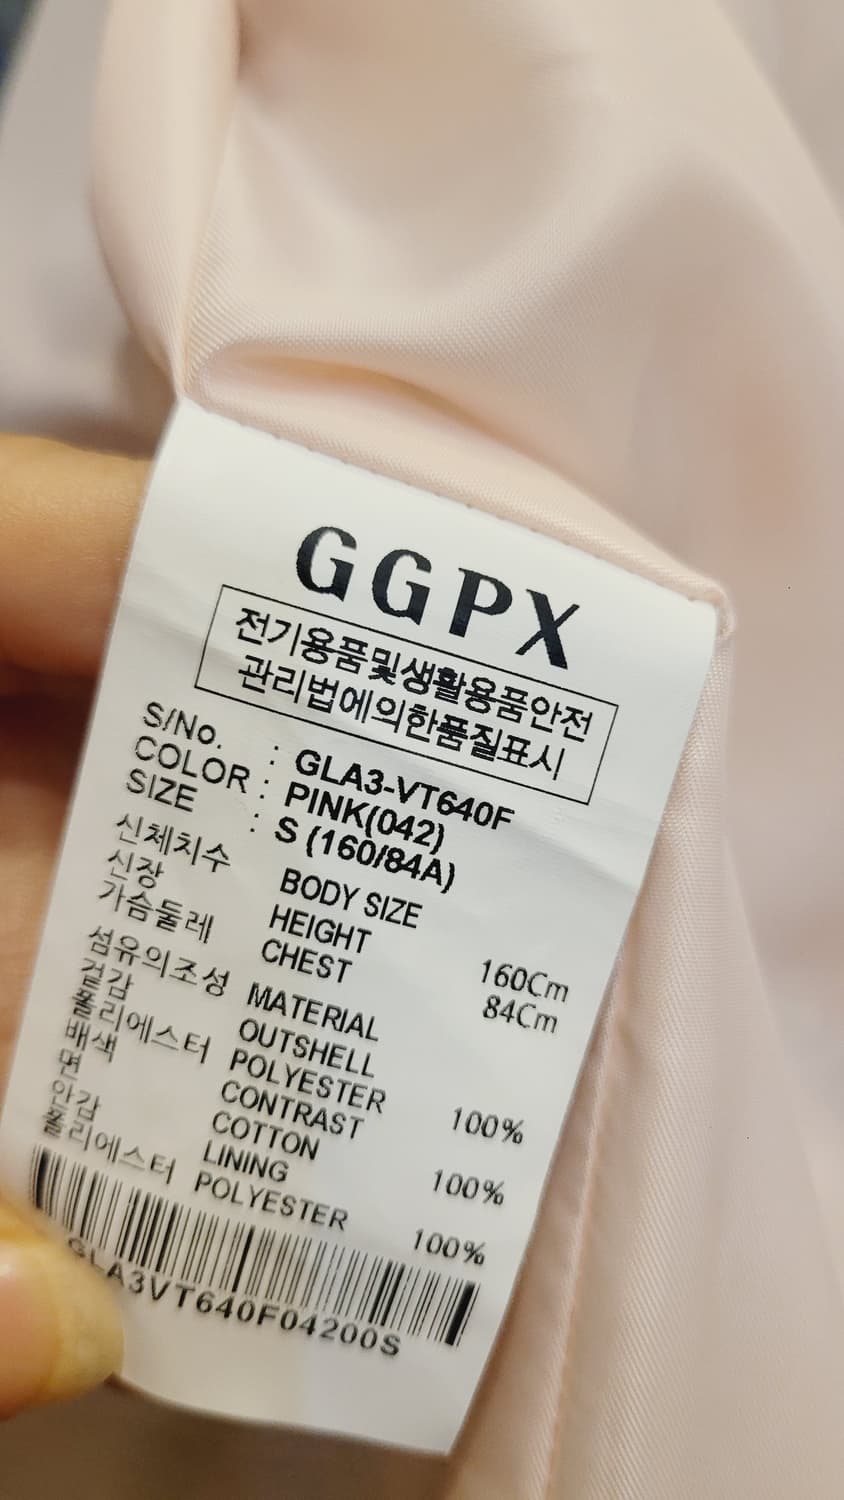 GGPX
전기용품및생활용품안전
관리법에의한품질표시
S/No. : GLA3-VT640F
COLOR : PINK(042)
SIZE : S (160/84A)
신체치수 BODY SIZE
신장 HEIGHT 160Cm
가슴둘레 CHEST 84Cm
섬유의조성 MATERIAL
겉감 OUTSHELL
폴리에스터 POLYESTER 100%
배색 CONTRAST
면 COTTON 100%
안감 LINING
폴리에스터 POLYESTER 100%
GLA3VT640F04200S